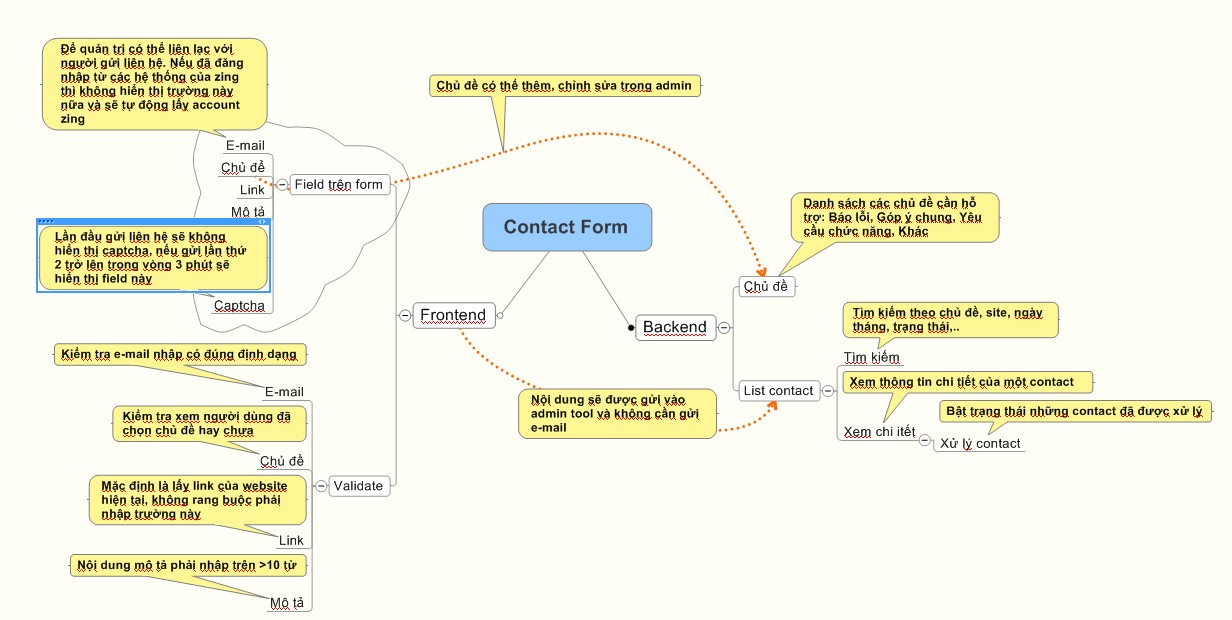 Để quản trị có thể liên lạc với
người gửi liên hệ. Nếu đã đăng
nhập từ các hệ thống của zing
thì không hiển thị trường này
nữa và sẽ tự động lấy account
zing
E-mail
Chủ để
Link
Mô tả
Lần đầu gửi liên hệ sẽ không
hiển thị captcha, nếu gửi lần thứ
2 trở lên trong vòng 3 phút sẽ
hiển thị field này
Captcha
Field trên form
Chủ đề có thể thêm, chỉnh sửa trong admin
Contact Form
Frontend
Backend
Danh sách các chủ đề cần hỗ
trợ: Báo lỗi, Góp ý chung, Yêu
cầu chức năng, Khác
Chủ đề
Tìm kiếm theo chủ đề, site, ngày
tháng, trạng thái,..
Tìm kiếm
Xem thông tin chi tiết của một contact
List contact
Bật trạng thái những contact đã được xử lý
Xem chi itết
Xử lý contact
Nội dung sẽ được gửi vào
admin tool và không cần gửi
e-mail
Kiểm tra e-mail nhập có đúng định dạng
E-mail
Kiểm tra xem người dùng đã
chọn chủ đề hay chưa
Chủ đề
Mặc định là lấy link của website
hiện tại, không rang buộc phải
nhập trường này
Validate
Link
Nội dung mô tả phải nhập trên >10 từ
Mô tả